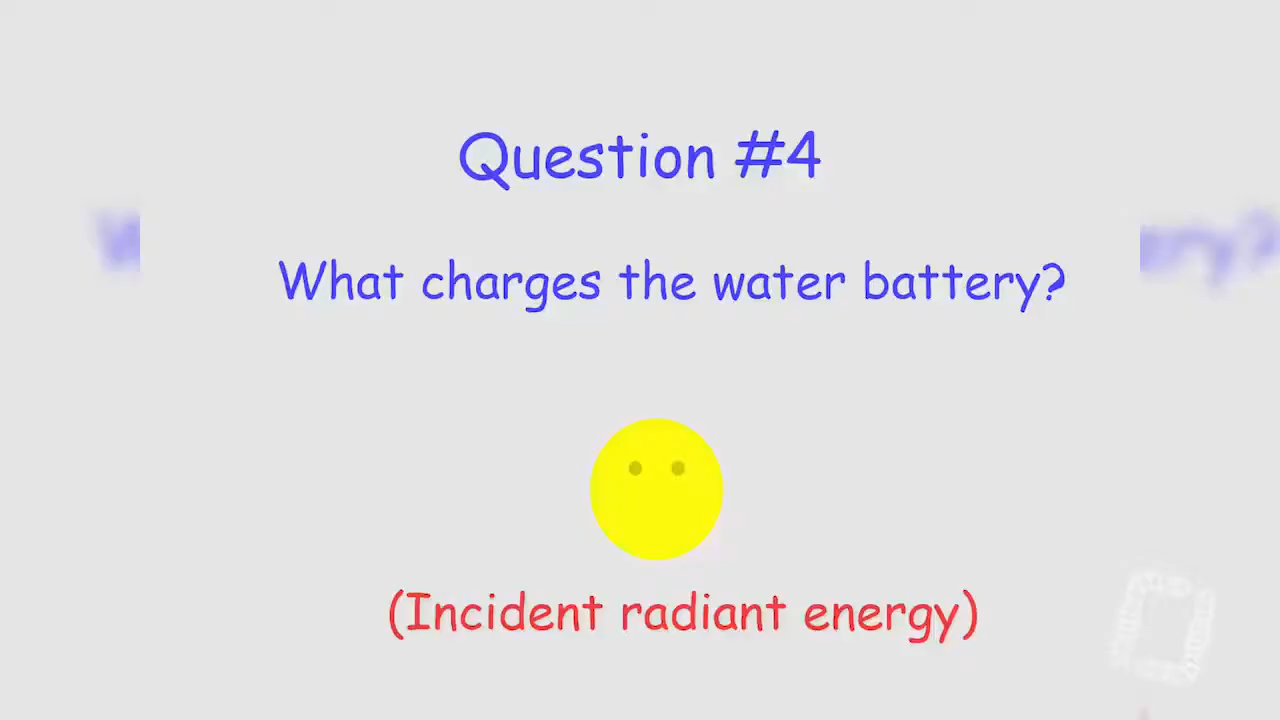 Question #4
What charges the water battery?
(Incident radiant energy)